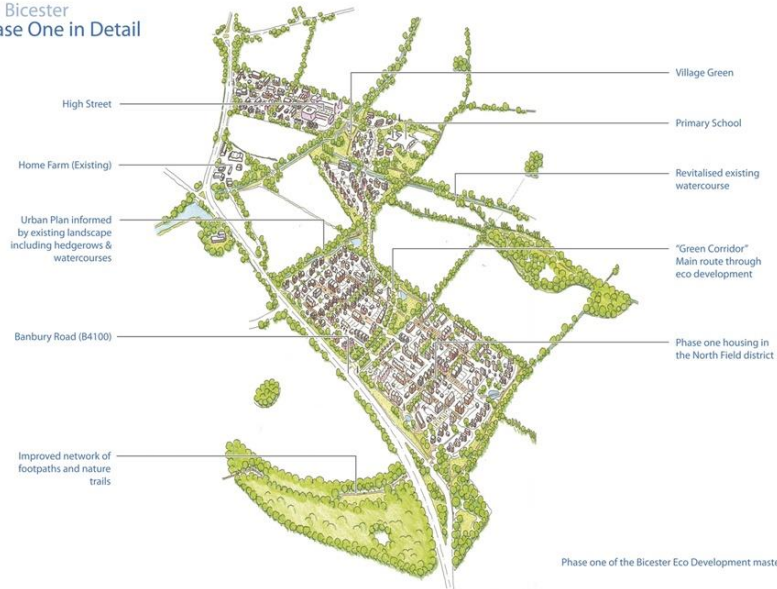 Bicester
ase One in Detail
Village Green
High Street
Primary School
Home Farm (Existing)
Revitalised existing
watercourse
Urban Plan informed
by existing landscape
including hedgerows &
watercourses
"Green Corridor"
Main route through
eco development
Banbury Road (B4100)
Phase one housing in
the North Field district
Improved network of
footpaths and nature
trails
Phase one of the Bicester Eco Development maste